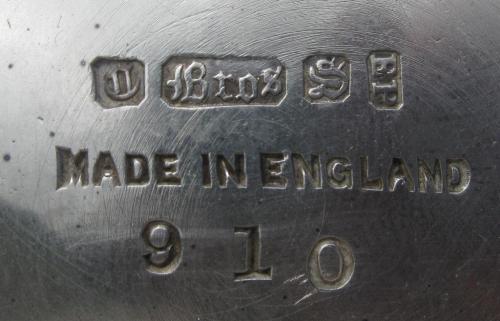 C Bros S EP
MADE IN ENGLAND
910